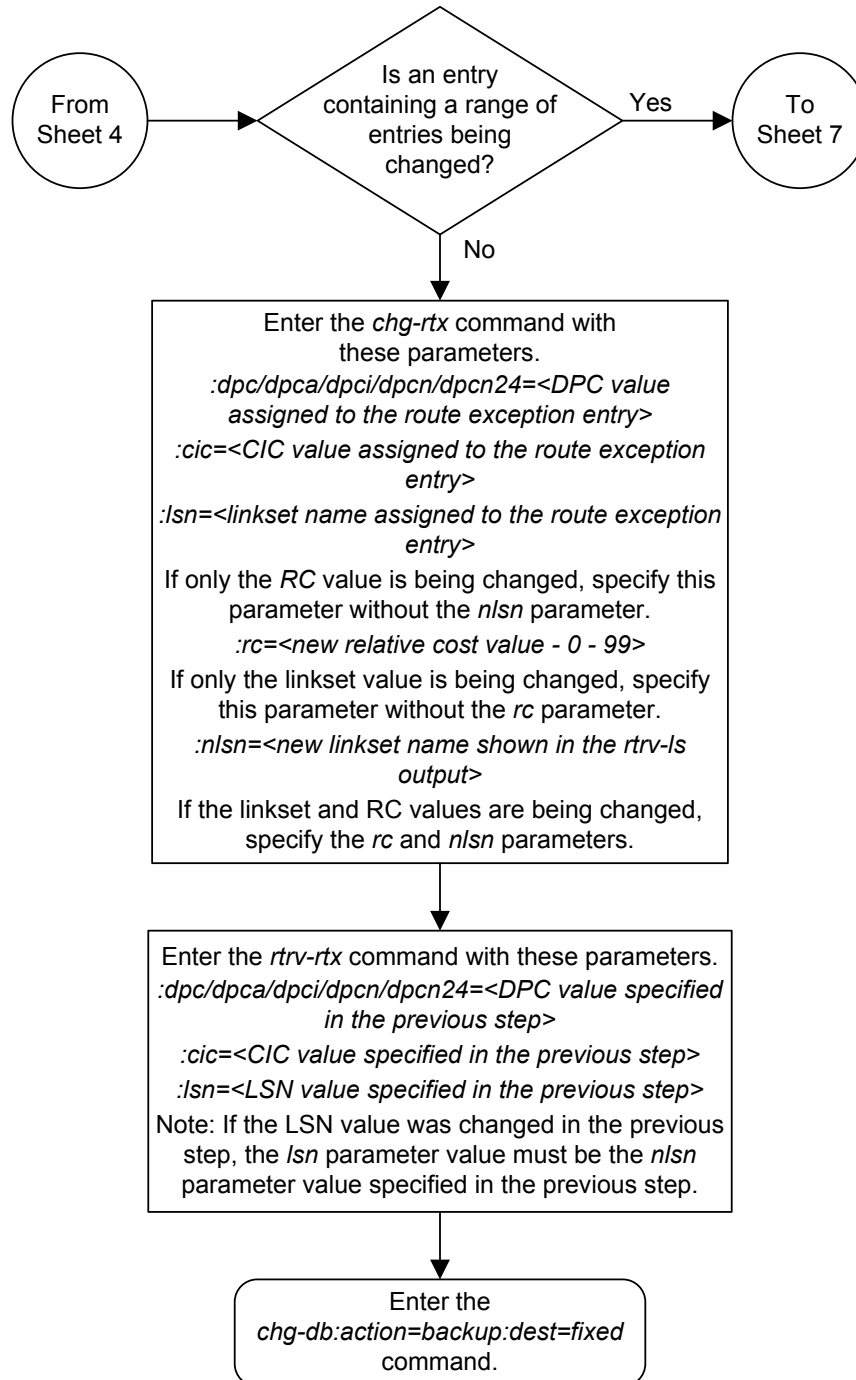 From
Sheet 4
Is an entry
containing a range of
entries being
changed?
Yes
To
Sheet 7
No
Enter the chg-rtx command with
these parameters.
:dpc/dpca/dpci/dpcn/dpcn24=<DPC value
assigned to the route exception entry>
:cic=<CIC value assigned to the route exception
entry>
:lsn=<linkset name assigned to the route exception
entry>
If only the RC value is being changed, specify this
parameter without the nlsn parameter.
:rc=<new relative cost value - 0 - 99>
If only the linkset value is being changed, specify
this parameter without the rc parameter.
:nlsn=<new linkset name shown in the rtrv-ls
output>
If the linkset and RC values are being changed,
specify the rc and nlsn parameters.
Enter the rtrv-rtx command with these parameters.
:dpc/dpca/dpci/dpcn/dpcn24=<DPC value specified
in the previous step>
:cic=<CIC value specified in the previous step>
:lsn=<LSN value specified in the previous step>
Note: If the LSN value was changed in the previous
step, the lsn parameter value must be the nlsn
parameter value specified in the previous step.
Enter the
chg-db:action=backup:dest=fixed
command.